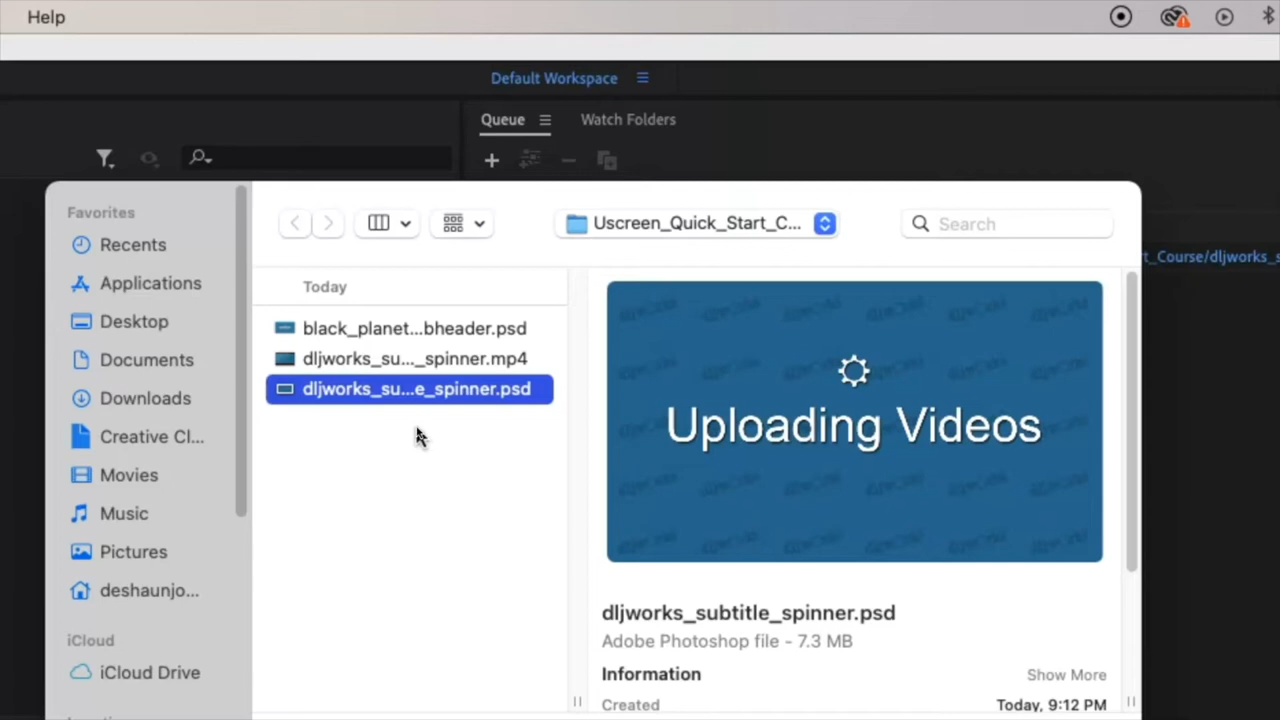 Help
Default Workspace
Queue
Watch Folders
Favorites
Recents
Applications
Desktop
Documents
Downloads
Creative Cl...
Movies
Music
Pictures
deshaunjo...
iCloud
iCloud Drive
Uscreen_Quick_Start_C...
Search
t_Course/dljworks_s
Today
black_planet...bheader.psd
dljworks_su..._spinner.mp4
dljworks_su...e_spinner.psd
Uploading Videos
dljworks_subtitle_spinner.psd
Adobe Photoshop file - 7.3 MB
Information
Show More
Created
Today, 9:12 PM